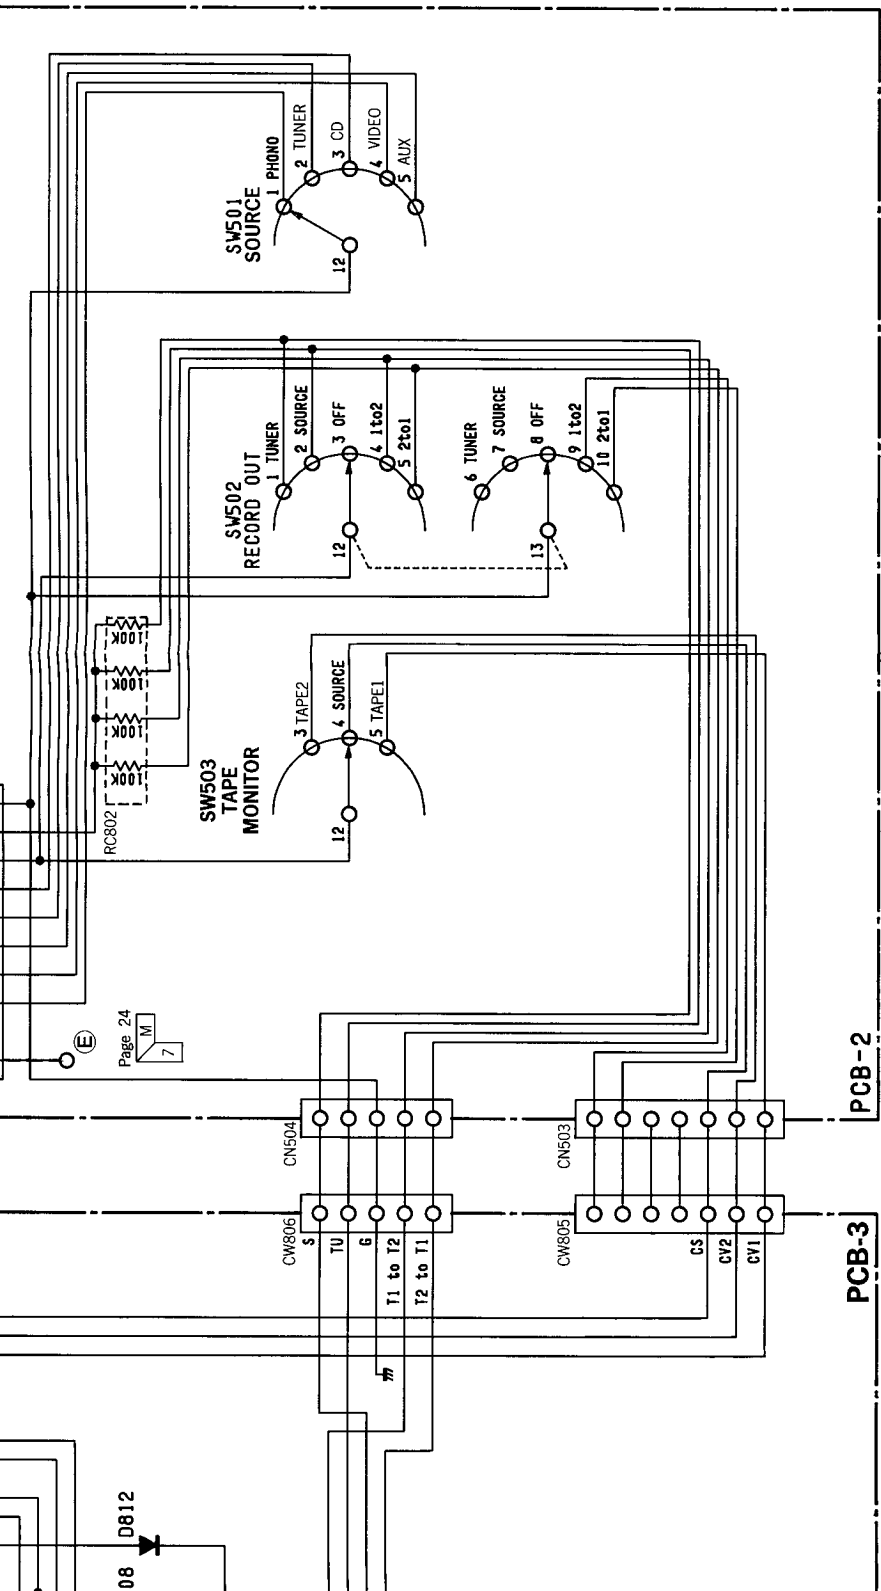 SW501
SOURCE
1 PHONO
2 TUNER
3 CD
4 VIDEO
5 AUX
12
SW502
RECORD OUT
1 TUNER
2 SOURCE
3 OFF
4 1to2
5 2to1
12
6 TUNER
7 SOURCE
8 OFF
9 1to2
10 2to1
13
100K
100K
100K
100K
RC802
SW503
TAPE
MONITOR
3 TAPE2
4 SOURCE
5 TAPE1
12
E
Page 24
M
7
PCB-2
CN504
CN503
CW806
S
TU
G
T1 to T2
T2 to T1
CW805
CS
CV2
CV1
PCB-3
D812
08